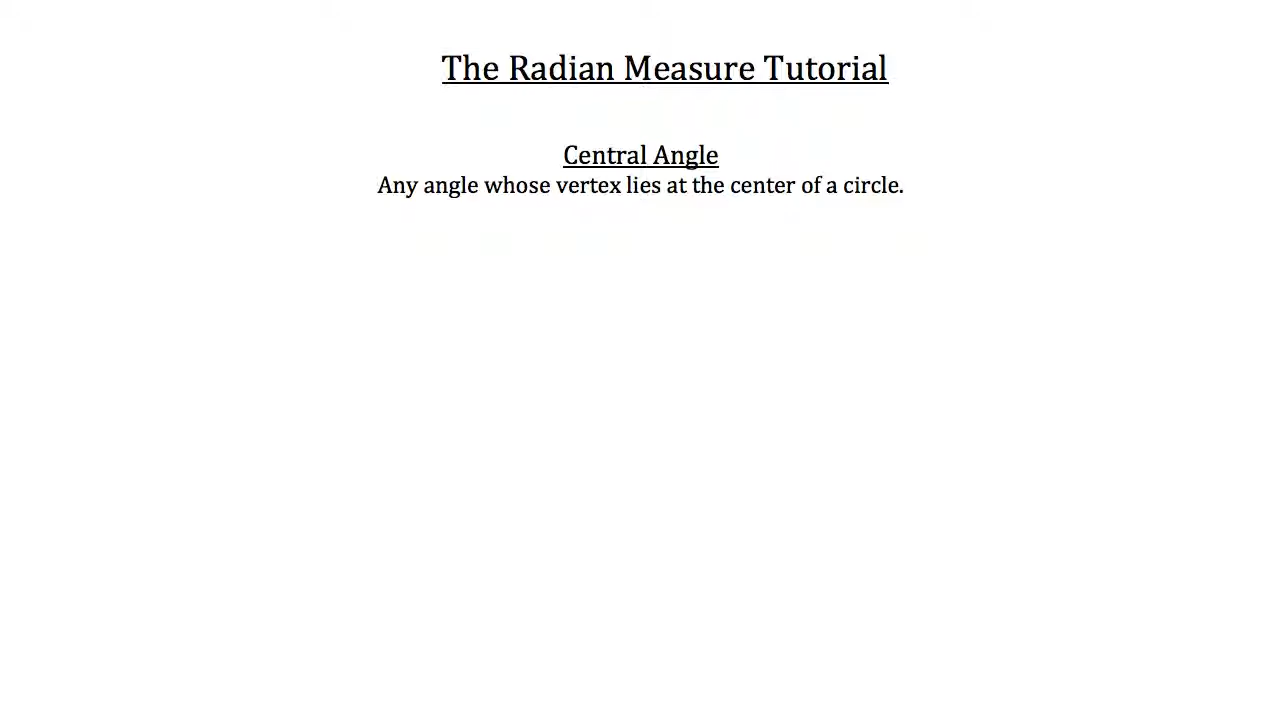 The Radian Measure Tutorial
Central Angle
Any angle whose vertex lies at the center of a circle.